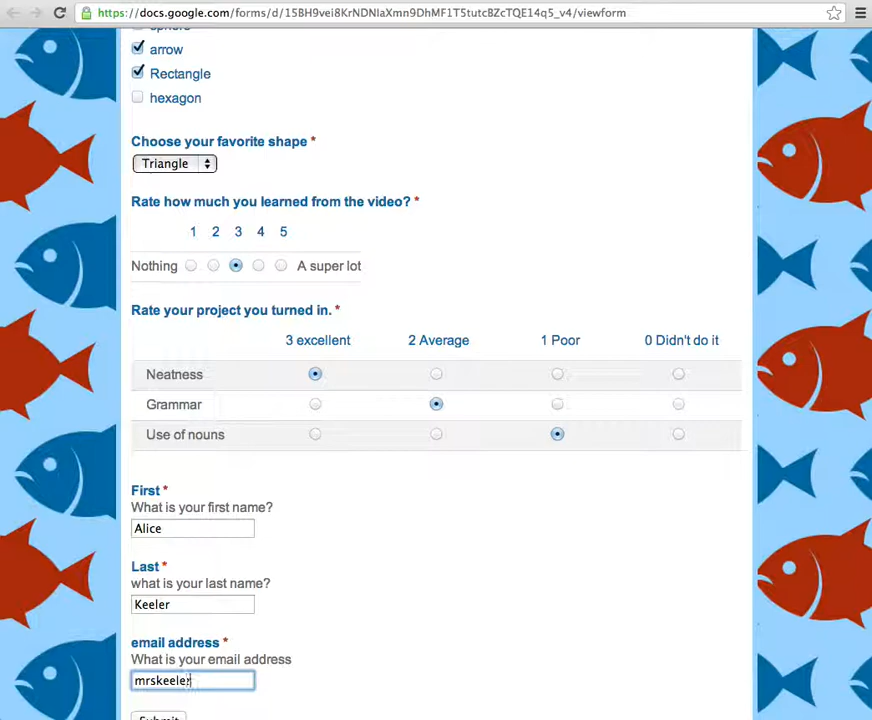 https://docs.google.com/forms/d/15BH9vei8KrNDNIaXmn9DhMF1T5tutcBZcTQE14q5_v4/viewform
sphere
arrow
Rectangle
hexagon
Choose your favorite shape *
Triangle
Rate how much you learned from the video? *
1 2 3 4 5
Nothing A super lot
Rate your project you turned in. *
3 excellent 2 Average 1 Poor 0 Didn't do it
Neatness
Grammar
Use of nouns
First *
What is your first name?
Alice
Last *
what is your last name?
Keeler
email address *
What is your email address
mrskeeler
Submit